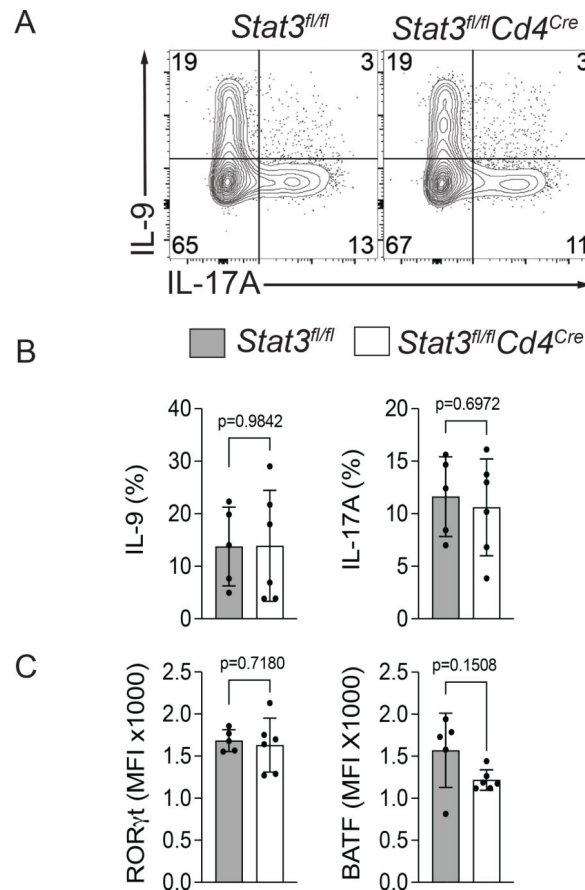 A
Stat3fl/fl Stat3fl/flCd4Cre
19 3 19 3
65 13 67 11
IL-9
IL-17A
B
Stat3fl/fl Stat3fl/flCd4Cre
p=0.9842
IL-9 (%)
40
30
20
10
0
p=0.6972
IL-17A (%)
20
15
10
5
0
C
p=0.7180
RORγt (MFI x1000)
2.5
2.0
1.5
1.0
0.5
0.0
p=0.1508
BATF (MFI X1000)
2.5
2.0
1.5
1.0
0.5
0.0